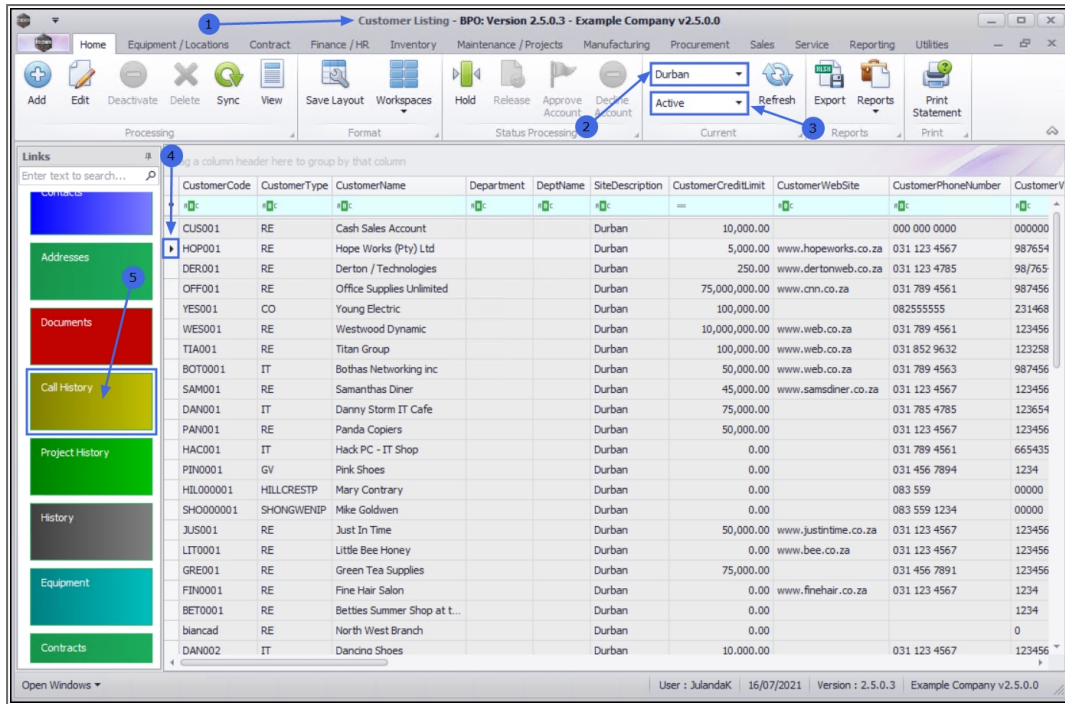 1
Customer Listing - BPO: Version 2.5.0.3 - Example Company v2.5.0.0
Home Equipment / Locations Contract Finance / HR Inventory Maintenance / Projects Manufacturing Procurement Sales Service Reporting Utilities
Add Edit Deactivate Delete Sync View Save Layout Workspaces Hold Release Approve Account Decline Account Durban Active Refresh Export Reports Print Statement
Processing Format Status Processing 2 Current 3 Reports Print
Links 4
Enter text to search... g a column header here to group by that column
CustomerCode CustomerType CustomerName Department DeptName SiteDescription CustomerCreditLimit CustomerWebSite CustomerPhoneNumber CustomerV
Contacts
CUS001 RE Cash Sales Account Durban 10,000.00 000 000 0000 000000
HOP001 RE Hope Works (Pty) Ltd Durban 5,000.00 www.hopeworks.co.za 031 123 4567 987654
Addresses
DER001 RE Derton / Technologies Durban 250.00 www.dertonweb.co.za 031 123 4785 98/765-
5
OFF001 RE Office Supplies Unlimited Durban 75,000,000.00 www.cnn.co.za 031 789 4561 987456
YES001 CO Young Electric Durban 100,000.00 082555555 231468
Documents
WES001 RE Westwood Dynamic Durban 10,000,000.00 www.web.co.za 031 789 4561 123456
TIA001 RE Titan Group Durban 100,000.00 www.web.co.za 031 852 9632 123258
BOT0001 IT Bothas Networking inc Durban 50,000.00 www.web.co.za 031 789 4563 987456
Call History
SAM001 RE Samanthas Diner Durban 45,000.00 www.samsdiner.co.za 031 123 4567 123456
DAN001 IT Danny Storm IT Cafe Durban 75,000.00 031 785 4785 123654
PAN001 RE Panda Copiers Durban 50,000.00 031 123 4567 123456
Project History
HAC001 IT Hack PC - IT Shop Durban 0.00 031 789 4561 665435
PIN0001 GV Pink Shoes Durban 0.00 031 456 7894 1234
HIL000001 HILLCRESTP Mary Contrary Durban 0.00 083 559 00000
SHO000001 SHONGWENIP Mike Goldwen Durban 0.00 083 559 1234 00000
History
JUS001 RE Just In Time Durban 50,000.00 www.justintime.co.za 031 123 4567 123456
LIT0001 RE Little Bee Honey Durban 0.00 www.bee.co.za 031 123 4567 123456
GRE001 RE Green Tea Supplies Durban 75,000.00 031 456 7891 123456
Equipment
FIN0001 RE Fine Hair Salon Durban 0.00 www.finehair.co.za 031 123 4567 1234
BET0001 RE Betties Summer Shop at t... Durban 0.00 1234
biancad RE North West Branch Durban 0.00 0
Contracts
DAN002 IT Dancing Shoes Durban 10,000.00 031 123 4567 123456
Open Windows User : JulandaK 16/07/2021 Version : 2.5.0.3 Example Company v2.5.0.0